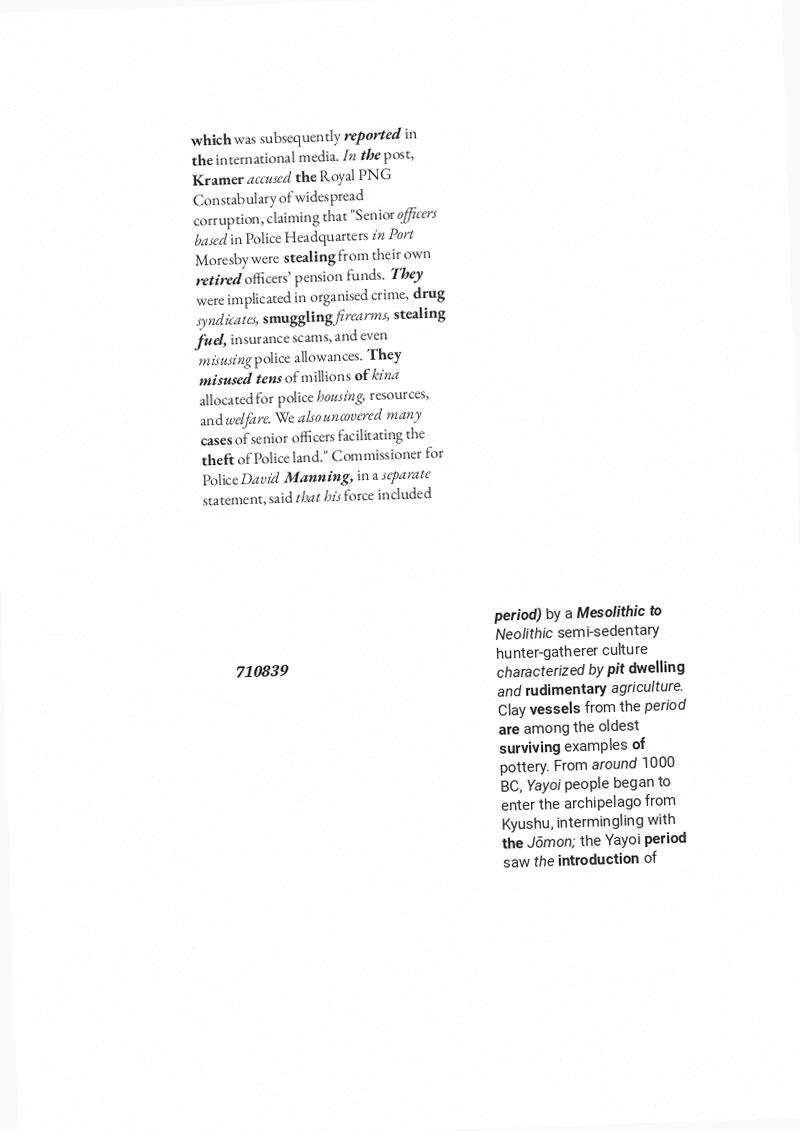 which was subsequently reported in
the international media. In the post,
Kramer accused the Royal PNG
Constabulary of widespread
corruption, claiming that "Senior officers
based in Police Headquarters in Port
Moresby were stealing from their own
retired officers' pension funds. They
were implicated in organised crime, drug
syndicates, smuggling firearms, stealing
fuel, insurance scams, and even
misusing police allowances. They
misused tens of millions of kina
allocated for police housing, resources,
and welfare. We also uncovered many
cases of senior officers facilitating the
theft of Police land." Commissioner for
Police David Manning, in a separate
statement, said that his force included
710839
period) by a Mesolithic to
Neolithic semi-sedentary
hunter-gatherer culture
characterized by pit dwelling
and rudimentary agriculture.
Clay vessels from the period
are among the oldest
surviving examples of
pottery. From around 1000
BC, Yayoi people began to
enter the archipelago from
Kyushu, intermingling with
the Jōmon; the Yayoi period
saw the introduction of